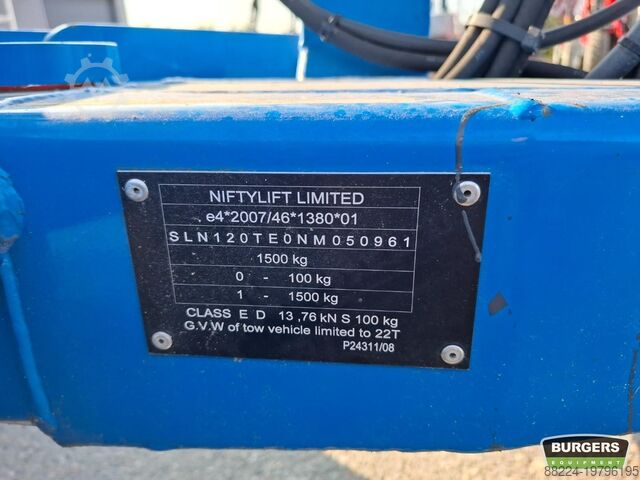 NIFTYLIFT LIMITED
e4*2007/46*1380*01
SLN120TE0NM050961
1500 kg
0 - 100 kg
1 - 1500 kg
CLASS E D 13,76 kN S 100 kg
G.V.W of tow vehicle limited to 22T
P24311/08
BURGERS
EQUIPMENT
88224-19796195